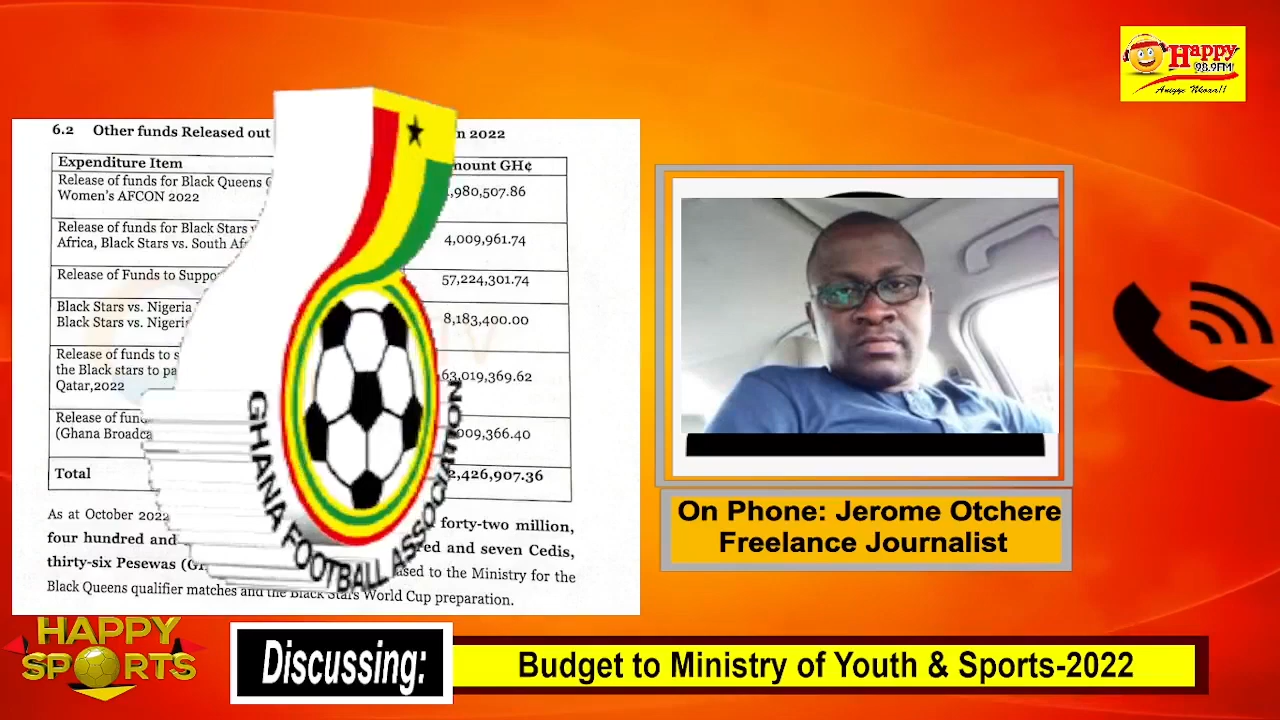 Happy
98.9FM
Anigye Nkoaa!!
6.2 Other funds Released out
n 2022
Expenditure Item
mount GH¢
Release of funds for Black Queens
Women's AFCON 2022
,980,507.86
Release of funds for Black Stars
Africa, Black Stars vs. South
4,009,961.74
Release of Funds to
57,224,301.74
Black Stars vs. Nigeria
Black Stars vs.
8,183,400.00
Release of funds to
the Black stars to
Qatar,2022
63,019,369.62
Release of
(Ghana
009,366.40
Total
2,426,907.36
As at October 2022
forty-two million,
four hundred and
red and seven Cedis,
thirty-six Pesewas
sed to the Ministry for the
Black Queens qualifier matches and the Black Stars World Cup preparation.
GHANA FOOTBALL ASSOCIATION
On Phone: Jerome Otchere
Freelance Journalist
HAPPY
SPORTS
Discussing:
Budget to Ministry of Youth & Sports-2022